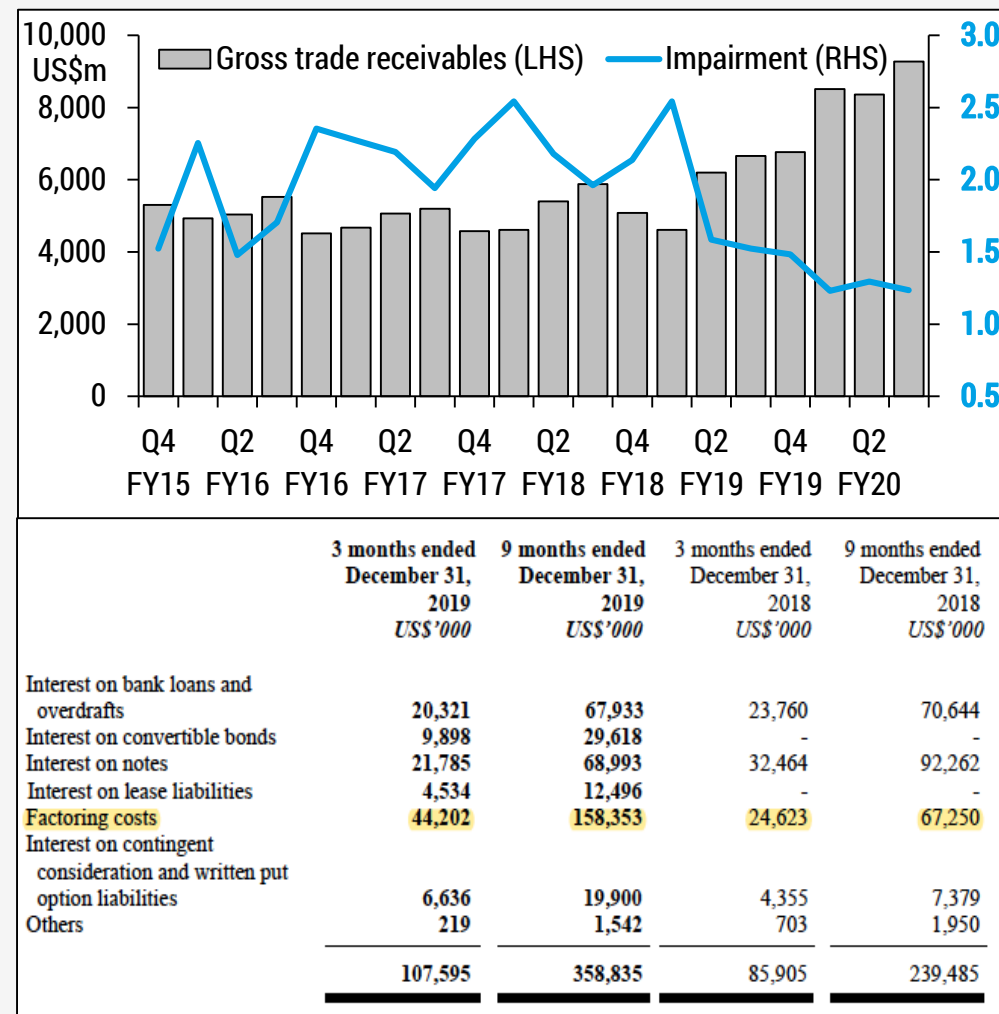 10,000
US$m
Gross trade receivables (LHS)
Impairment (RHS)
3.0
8,000
2.5
6,000
2.0
4,000
1.5
2,000
1.0
0
0.5
Q4 Q2 Q4 Q2 Q4 Q2 Q4 Q2 Q4 Q2
FY15 FY16 FY16 FY17 FY17 FY18 FY18 FY19 FY19 FY20
3 months ended 9 months ended 3 months ended 9 months ended
December 31, December 31, December 31, December 31,
2019 2019 2018 2018
US$'000 US$'000 US$'000 US$'000
Interest on bank loans and
overdrafts 20,321 67,933 23,760 70,644
Interest on convertible bonds 9,898 29,618 - -
Interest on notes 21,785 68,993 32,464 92,262
Interest on lease liabilities 4,534 12,496 - -
Factoring costs 44,202 158,353 24,623 67,250
Interest on contingent
consideration and written put
option liabilities 6,636 19,900 4,355 7,379
Others 219 1,542 703 1,950
107,595 358,835 85,905 239,485